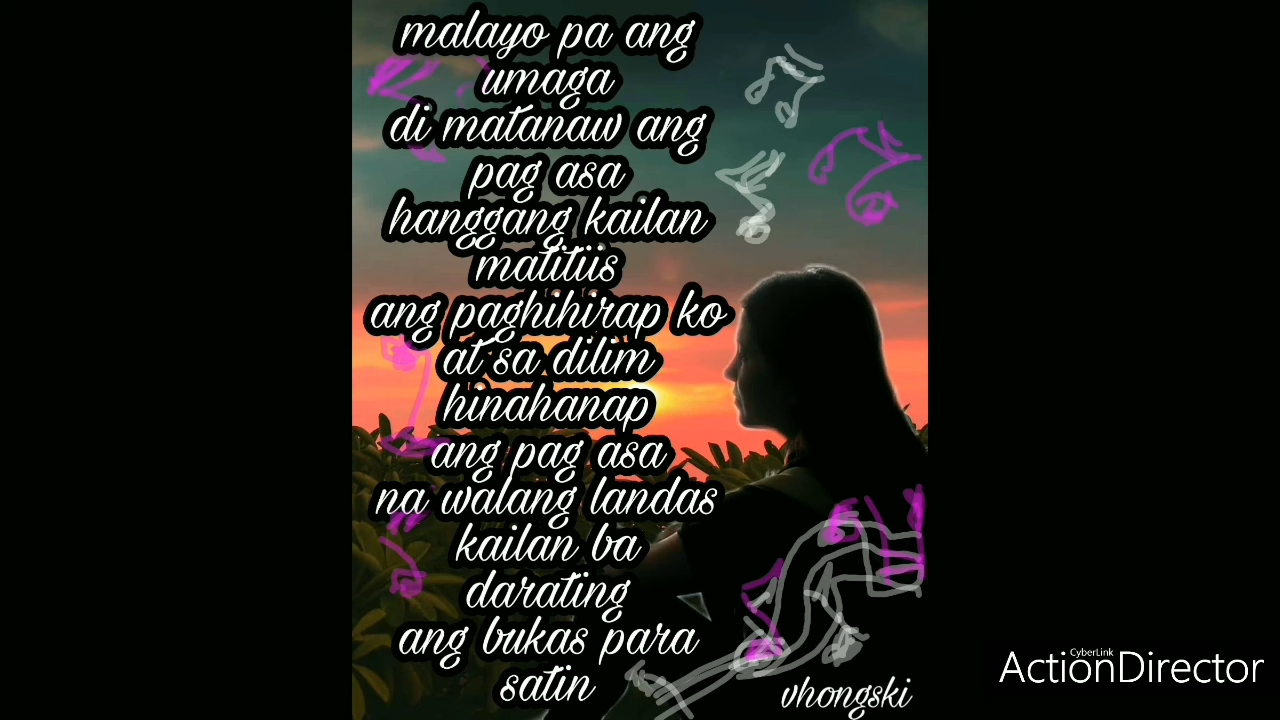 malayo pa ang
umaga
di matanaw ang
pag asa
hanggang kailan
matitiis
ang paghihirap ko
at sa dilim
hinahanap
ang pag asa
na walang landas
kailan ba
darating
ang bukas para
satin
vhongski
CyberLink
ActionDirector